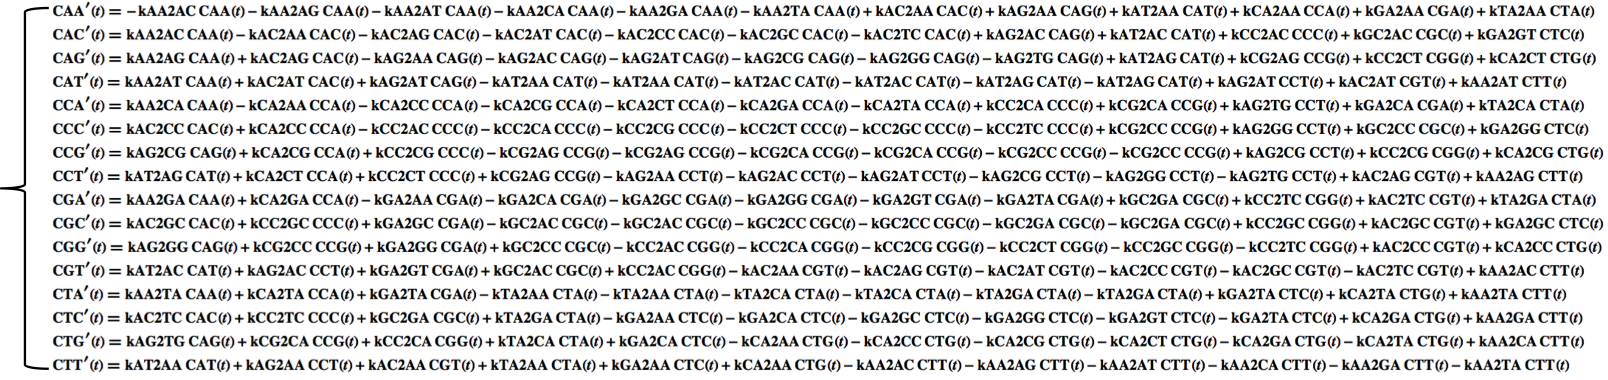 CAA′(t) = −kAA2AC CAA(t) − kAA2AG CAA(t) − kAA2AT CAA(t) − kAA2CA CAA(t) − kAA2GA CAA(t) − kAA2TA CAA(t) + kAC2AA CAC(t) + kAG2AA CAG(t) + kAT2AA CAT(t) + kCA2AA CCA(t) + kGA2AA CGA(t) + kTA2AA CTA(t)
CAC′(t) = kAA2AC CAA(t) − kAC2AA CAC(t) − kAC2AG CAC(t) − kAC2AT CAC(t) − kAC2CC CAC(t) − kAC2GC CAC(t) − kAC2TC CAC(t) + kAG2AC CAG(t) + kAT2AC CAT(t) + kCC2AC CCC(t) + kGC2AC CGC(t) + kGA2GT CTC(t)
CAG′(t) = kAA2AG CAA(t) + kAC2AG CAC(t) − kAG2AA CAG(t) − kAG2AC CAG(t) − kAG2AT CAG(t) − kAG2CG CAG(t) − kAG2GG CAG(t) − kAG2TG CAG(t) + kAT2AG CAT(t) + kCG2AG CCG(t) + kCC2CT CGG(t) + kCA2CT CTG(t)
CAT′(t) = kAA2AT CAA(t) + kAC2AT CAC(t) + kAG2AT CAG(t) − kAT2AA CAT(t) − kAT2AA CAT(t) − kAT2AC CAT(t) − kAT2AC CAT(t) − kAT2AG CAT(t) − kAT2AG CAT(t) + kAG2AT CCT(t) + kAC2AT CGT(t) + kAA2AT CTT(t)
CCA′(t) = kAA2CA CAA(t) − kCA2AA CCA(t) − kCA2CC CCA(t) − kCA2CG CCA(t) − kCA2CT CCA(t) − kCA2GA CCA(t) − kCA2TA CCA(t) + kCC2CA CCC(t) + kCG2CA CCG(t) + kAG2TG CCT(t) + kGA2CA CGA(t) + kTA2CA CTA(t)
CCC′(t) = kAC2CC CAC(t) + kCA2CC CCA(t) − kCC2AC CCC(t) − kCC2CA CCC(t) − kCC2CG CCC(t) − kCC2CT CCC(t) − kCC2GC CCC(t) − kCC2TC CCC(t) + kCG2CC CCG(t) + kAG2GG CCT(t) + kGC2CC CGC(t) + kGA2GG CTC(t)
CCG′(t) = kAG2CG CAG(t) + kCA2CG CCA(t) + kCC2CG CCC(t) − kCG2AG CCG(t) − kCG2AG CCG(t) − kCG2CA CCG(t) − kCG2CA CCG(t) − kCG2CC CCG(t) − kCG2CC CCG(t) + kAG2CG CCT(t) + kCC2CG CGG(t) + kCA2CG CTG(t)
CCT′(t) = kAT2AG CAT(t) + kCA2CT CCA(t) + kCC2CT CCC(t) + kCG2AG CCG(t) − kAG2AA CCT(t) − kAG2AC CCT(t) − kAG2AT CCT(t) − kAG2CG CCT(t) − kAG2GG CCT(t) − kAG2TG CCT(t) + kAC2AG CGT(t) + kAA2AG CTT(t)
CGA′(t) = kAA2GA CAA(t) + kCA2GA CCA(t) − kGA2AA CGA(t) − kGA2CA CGA(t) − kGA2GC CGA(t) − kGA2GG CGA(t) − kGA2GT CGA(t) − kGA2TA CGA(t) + kGC2GA CGC(t) + kCC2TC CGG(t) + kAC2TC CGT(t) + kTA2GA CTA(t)
CGC′(t) = kAC2GC CAC(t) + kCC2GC CCC(t) + kGA2GC CGA(t) − kGC2AC CGC(t) − kGC2AC CGC(t) − kGC2CC CGC(t) − kGC2CC CGC(t) − kGC2GA CGC(t) − kGC2GA CGC(t) + kCC2GC CGG(t) + kAC2GC CGT(t) + kGA2GC CTC(t)
CGG′(t) = kAG2GG CAG(t) + kCG2CC CCG(t) + kGA2GG CGA(t) + kGC2CC CGC(t) − kCC2AC CGG(t) − kCC2CA CGG(t) − kCC2CG CGG(t) − kCC2CT CGG(t) − kCC2GC CGG(t) − kCC2TC CGG(t) + kAC2CC CGT(t) + kCA2CC CTG(t)
CGT′(t) = kAT2AC CAT(t) + kAG2AC CCT(t) + kGA2GT CGA(t) + kGC2AC CGC(t) + kCC2AC CGG(t) − kAC2AA CGT(t) − kAC2AG CGT(t) − kAC2AT CGT(t) − kAC2CC CGT(t) − kAC2GC CGT(t) − kAC2TC CGT(t) + kAA2AC CTT(t)
CTA′(t) = kAA2TA CAA(t) + kCA2TA CCA(t) + kGA2TA CGA(t) − kTA2AA CTA(t) − kTA2AA CTA(t) − kTA2CA CTA(t) − kTA2CA CTA(t) − kTA2GA CTA(t) − kTA2GA CTA(t) + kGA2TA CTC(t) + kCA2TA CTG(t) + kAA2TA CTT(t)
CTC′(t) = kAC2TC CAC(t) + kCC2TC CCC(t) + kGC2GA CGC(t) + kTA2GA CTA(t) − kGA2AA CTC(t) − kGA2CA CTC(t) − kGA2GC CTC(t) − kGA2GG CTC(t) − kGA2GT CTC(t) − kGA2TA CTC(t) + kCA2GA CTG(t) + kAA2GA CTT(t)
CTG′(t) = kAG2TG CAG(t) + kCG2CA CCG(t) + kCC2CA CGG(t) + kTA2CA CTA(t) + kGA2CA CTC(t) − kCA2AA CTG(t) − kCA2CC CTG(t) − kCA2CG CTG(t) − kCA2CT CTG(t) − kCA2GA CTG(t) − kCA2TA CTG(t) + kAA2CA CTT(t)
CTT′(t) = kAT2AA CAT(t) + kAG2AA CCT(t) + kAC2AA CGT(t) + kTA2AA CTA(t) + kGA2AA CTC(t) + kCA2AA CTG(t) − kAA2AC CTT(t) − kAA2AG CTT(t) − kAA2AT CTT(t) − kAA2CA CTT(t) − kAA2GA CTT(t) − kAA2TA CTT(t)